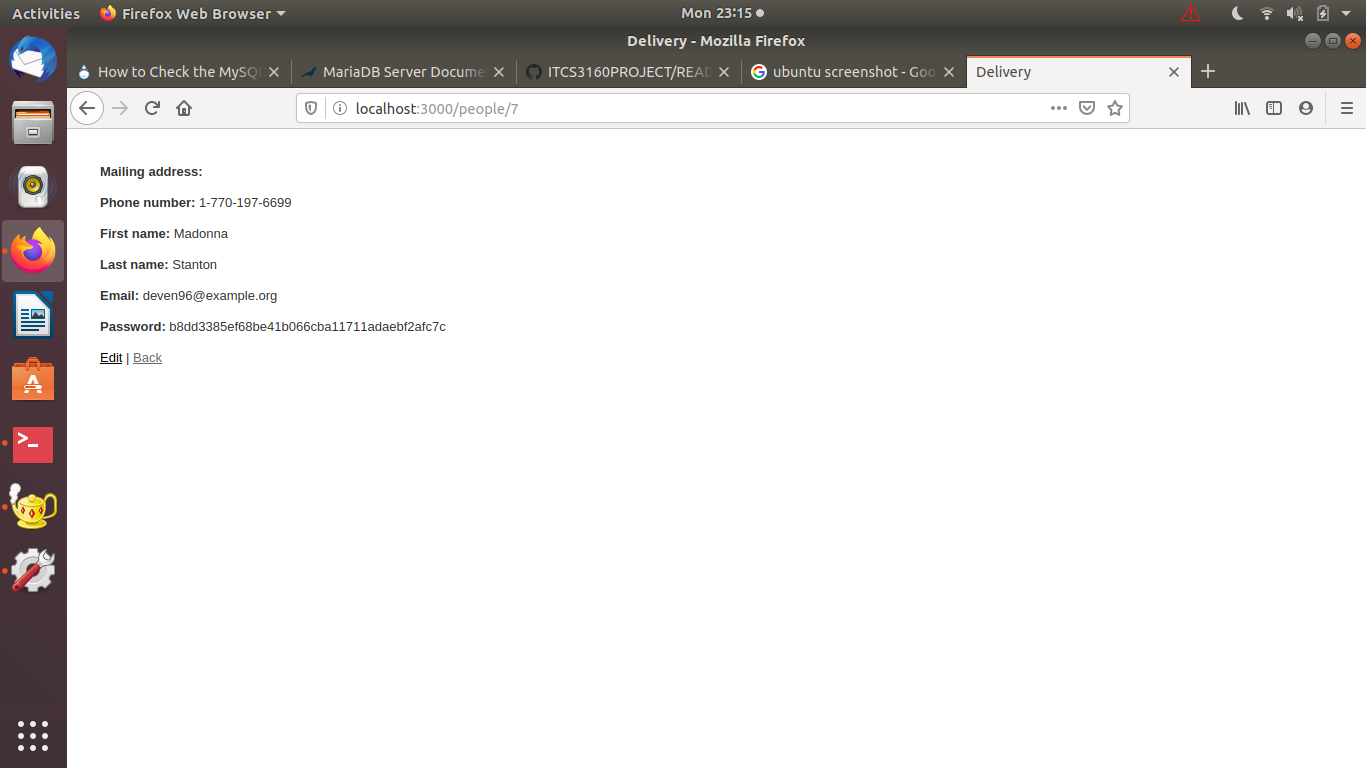 Activities Firefox Web Browser Mon 23:15
Delivery - Mozilla Firefox
How to Check the MySQL MariaDB Server Docume ITCS3160PROJECT/READ ubuntu screenshot - Goo Delivery
localhost:3000/people/7
Mailing address:
Phone number: 1-770-197-6699
First name: Madonna
Last name: Stanton
Email: deven96@example.org
Password: b8dd3385ef68be41b066cba11711adaebf2afc7c
Edit | Back